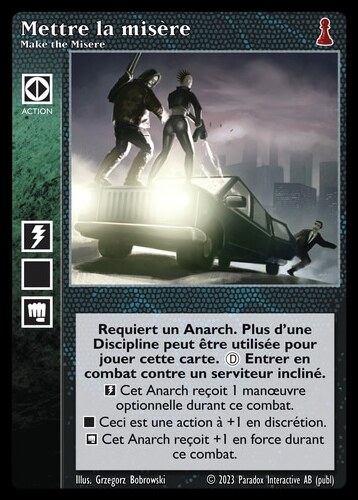 Mettre la misère
Make the Misere
ACTION
Requiert un Anarch. Plus d'une
Discipline peut être utilisée pour
jouer cette carte. Ⓓ Entrer en
combat contre un serviteur incliné.
Cet Anarch reçoit 1 manœuvre
optionnelle durant ce combat.
Ceci est une action à +1 en discrétion.
Cet Anarch reçoit +1 en force durant
ce combat.
Illus. Grzegorz Bobrowski © 2023 Paradox Interactive AB (publ)